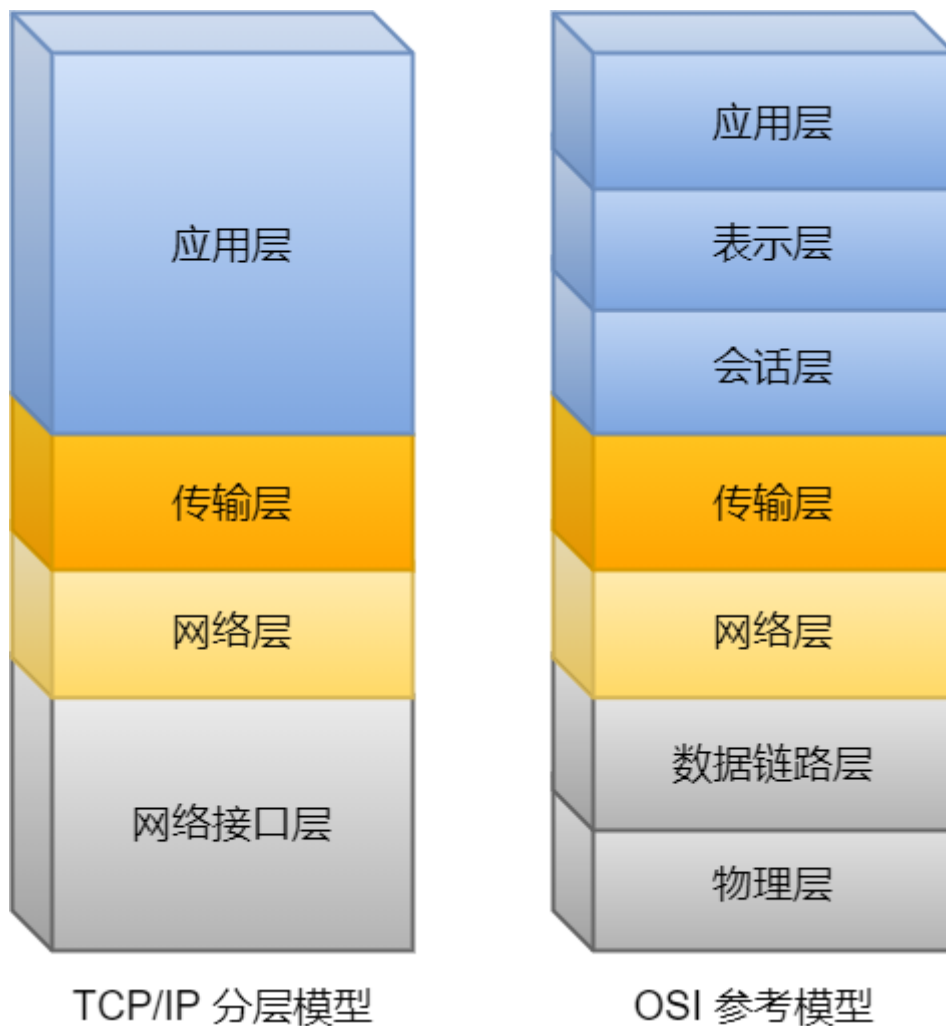 应用层
传输层
网络层
网络接口层
TCP/IP 分层模型
应用层
表示层
会话层
传输层
网络层
数据链路层
物理层
OSI 参考模型